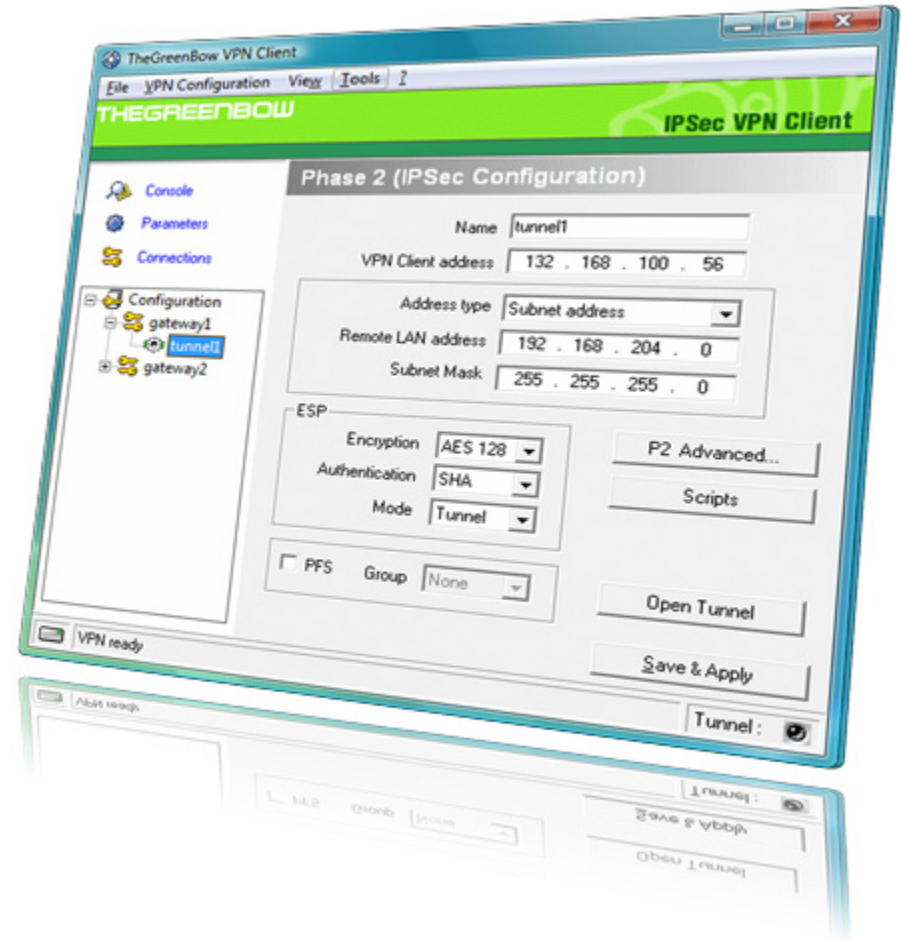 TheGreenBow VPN Client
File VPN Configuration View Tools ?
THEGREENBOW
IPSec VPN Client
Console
Parameters
Connections
Configuration
gateway1
tunnel1
gateway2
Phase 2 (IPSec Configuration)
Name tunnel1
VPN Client address 132 . 168 . 100 . 56
Address type Subnet address
Remote LAN address 192 . 168 . 204 . 0
Subnet Mask 255 . 255 . 255 . 0
ESP
Encryption AES 128
Authentication SHA
Mode Tunnel
P2 Advanced...
Scripts
PFS Group None
Open Tunnel
Save & Apply
VPN ready
Tunnel :